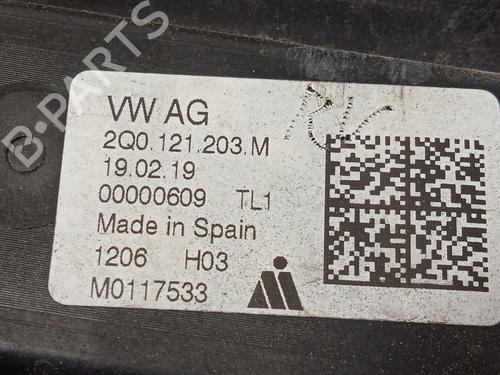 B-PARTS
VW AG
2Q0.121.203.M
19.02.19
00000609 TL1
Made in Spain
1206 H03
M0117533